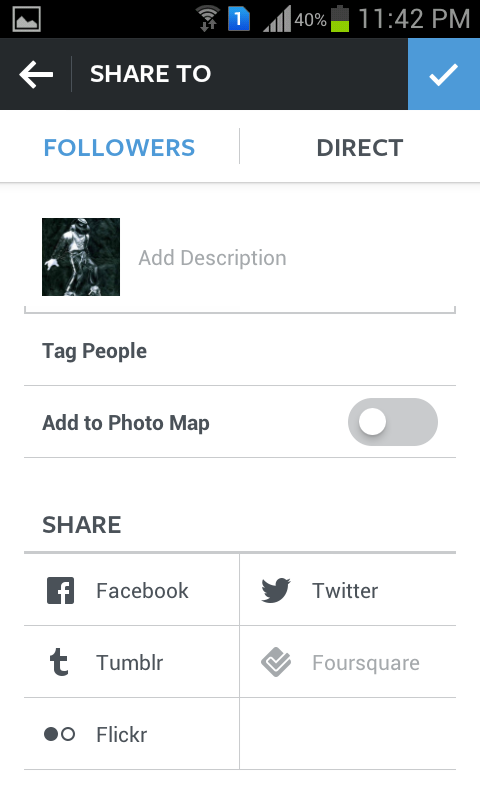 1 40% 11:42 PM
SHARE TO
FOLLOWERS DIRECT
Add Description
Tag People
Add to Photo Map
SHARE
Facebook Twitter
Tumblr Foursquare
Flickr